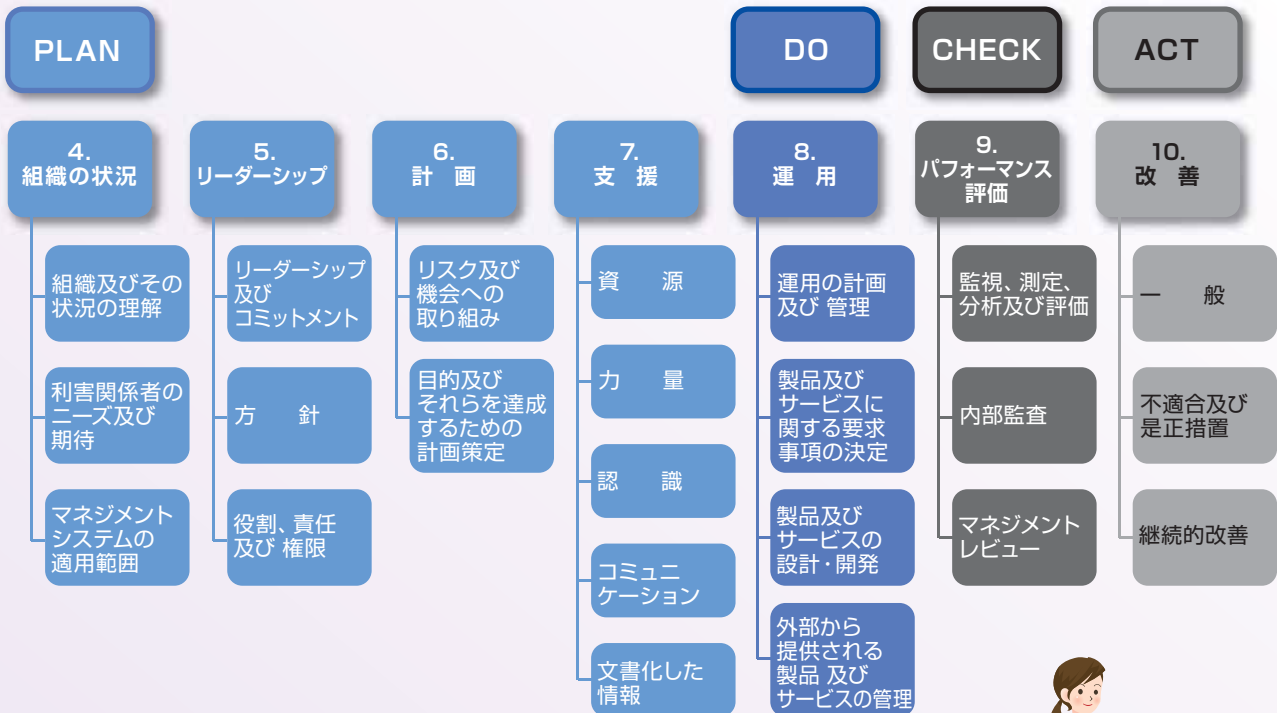 PLAN
DO
CHECK
ACT
4.
組織の状況
5.
リーダーシップ
6.
計　画
7.
支　援
8.
運　用
9.
パフォーマンス
評価
10.
改　善
組織及びその
状況の理解
利害関係者の
ニーズ及び
期待
マネジメント
システムの
適用範囲
リーダーシップ
及び
コミットメント
方　　針
役割、責任
及び 権限
リスク及び
機会への
取り組み
目的及び
それらを達成
するための
計画策定
資　　源
力　　量
認　　識
コミュニ
ケーション
文書化した
情報
運用の計画
及び 管理
製品及び
サービスに
関する要求
事項の決定
製品及び
サービスの
設計・開発
外部から
提供される
製品 及び
サービスの管理
監視、測定、
分析及び評価
内部監査
マネジメント
レビュー
一　　般
不適合及び
是正措置
継続的改善